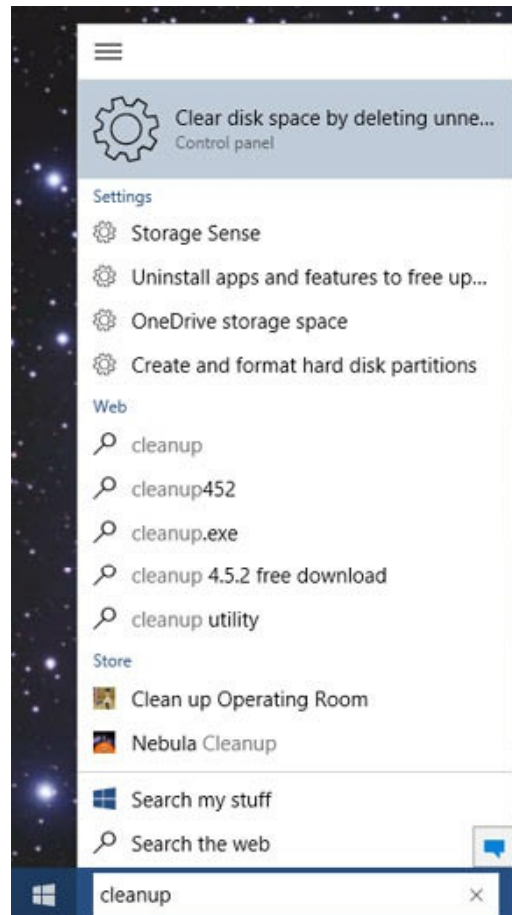 Clear disk space by deleting unne...
Control panel
Settings
Storage Sense
Uninstall apps and features to free up...
OneDrive storage space
Create and format hard disk partitions
Web
cleanup
cleanup452
cleanup.exe
cleanup 4.5.2 free download
cleanup utility
Store
Clean up Operating Room
Nebula Cleanup
Search my stuff
Search the web
cleanup